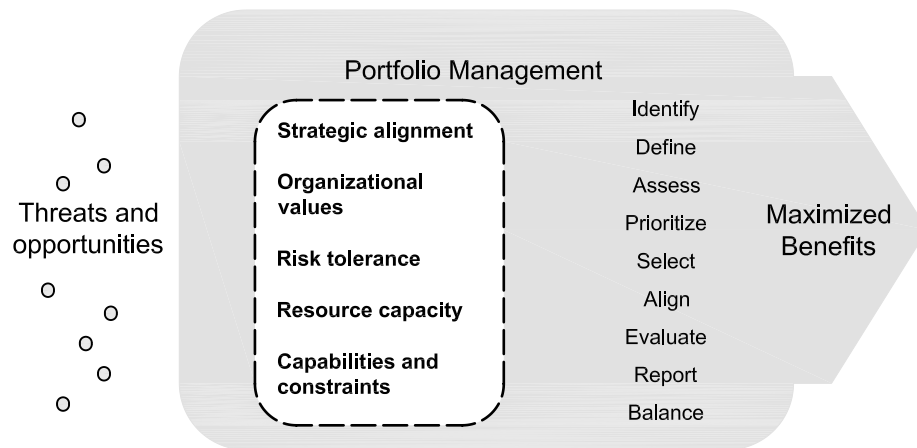 Portfolio Management
Threats and
opportunities
Strategic alignment
Organizational
values
Risk tolerance
Resource capacity
Capabilities and
constraints
Identify
Define
Assess
Prioritize
Select
Align
Evaluate
Report
Balance
Maximized
Benefits